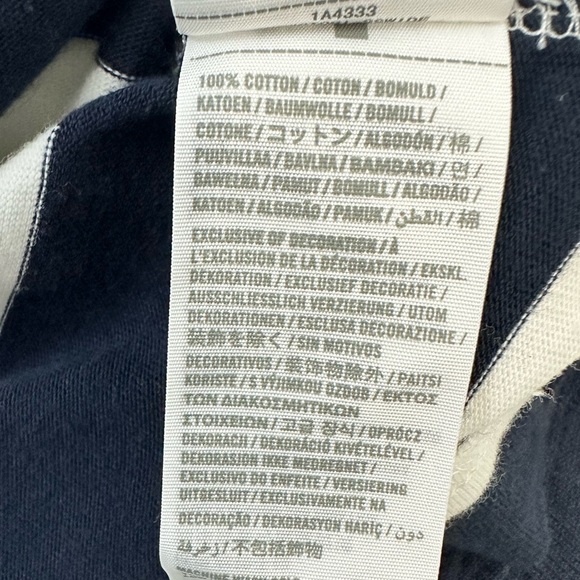 1A4333
100% COTTON / COTON / BOMULD /
KATOEN / BAUMWOLLE / BOMULL /
COTONE / コットン / ALGODÓN / 棉 /
PUUVILLAA / BAVLNA / ΒΑΜΒΑΚΙ / 면 /
BAWEŁNA / PAMUT / BOMULL / ALGODÃO /
KATOEN / ALGODÃO / PAMUK / القطن / 棉
EXCLUSIVE OF DECORATION / À
L'EXCLUSION DE LA DÉCORATION / EKSKL.
DEKORATION / EXCLUSIEF DECORATIE /
AUSSCHLIESSLICH VERZIERUNG / UTOM
DEKORATIONEN / ESCLUSA DECORAZIONE /
装飾を除く / SIN MOTIVOS
DECORATIVOS / 装饰物除外 / PAITSI
KORISTE / S VÝJIMKOU OZDOB / ΕΚΤΟΣ
ΤΩΝ ΔΙΑΚΟΣΜΗΤΙΚΩΝ
ΣΤΟΙΧΕΙΩΝ / 고급 장식 / OPRÓCZ
DEKORACH / DEKORÁCIÓ KIVÉTELÉVEL /
DEKORASJON IKKE MEDREGNET /
EXCLUSIVO DO ENFEITE / VERSIERING
UITGESLUIT / EXCLUSIVAMENTE NA
DECORAÇÃO / DEKORASYON HARİÇ / دون
زخرفة / 不包括飾物